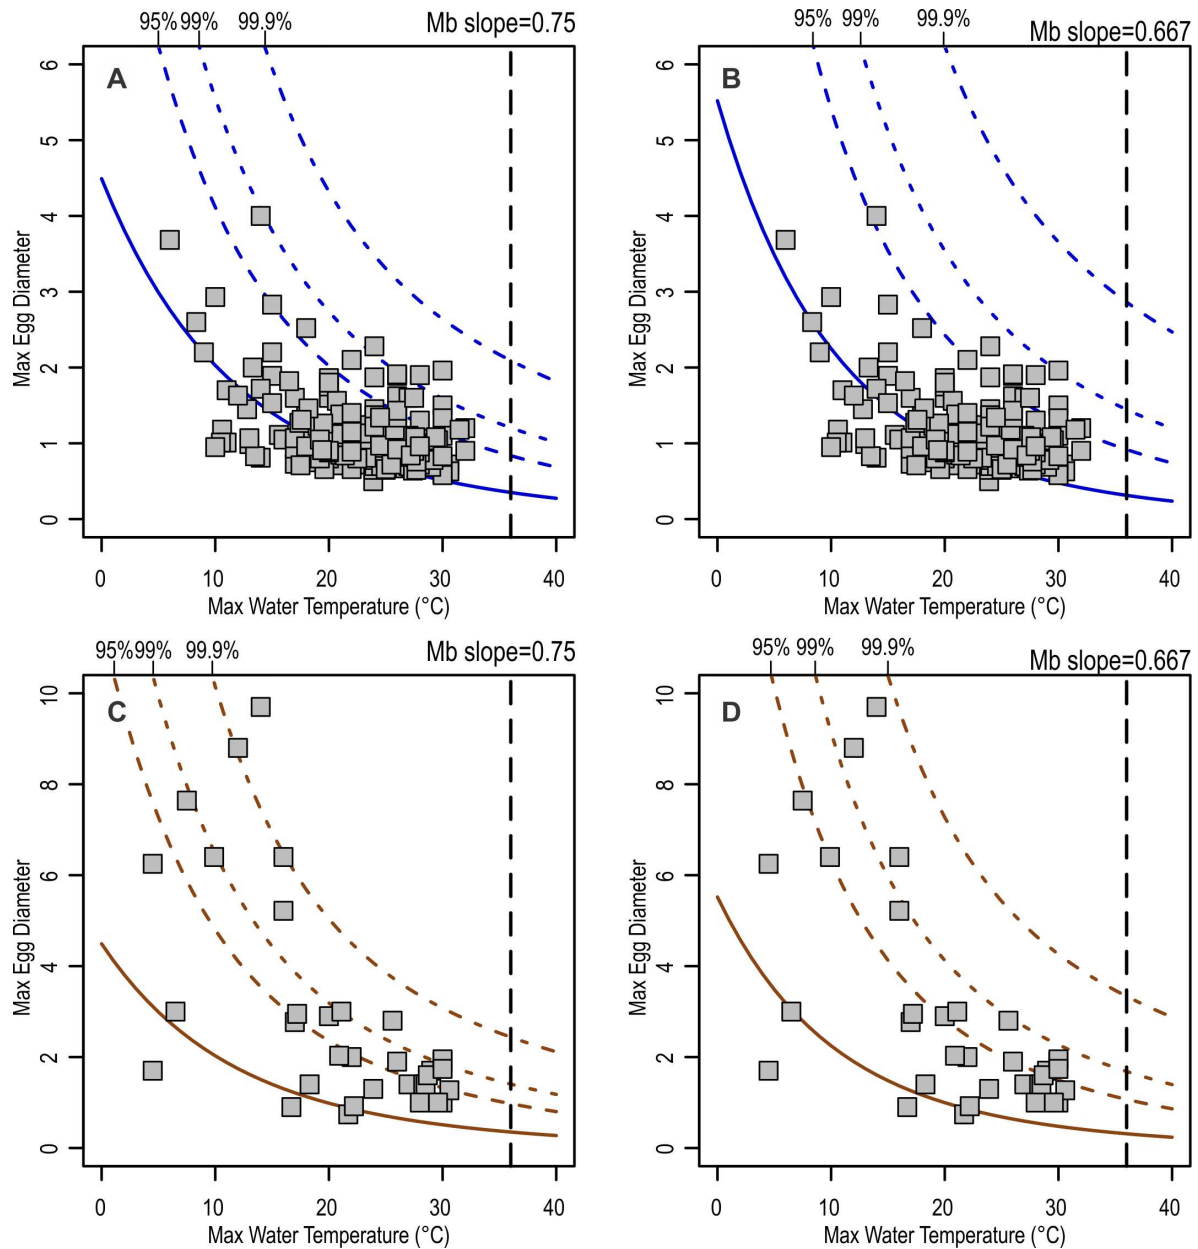 95% 99% 99.9% Mb slope=0.75
A
Max Egg Diameter
6
5
4
3
2
1
0
0 10 20 30 40
Max Water Temperature (°C)
95% 99% 99.9% Mb slope=0.667
B
Max Egg Diameter
6
5
4
3
2
1
0
0 10 20 30 40
Max Water Temperature (°C)
95% 99% 99.9% Mb slope=0.75
C
Max Egg Diameter
10
8
6
4
2
0
0 10 20 30 40
Max Water Temperature (°C)
95% 99% 99.9% Mb slope=0.667
D
Max Egg Diameter
10
8
6
4
2
0
0 10 20 30 40
Max Water Temperature (°C)